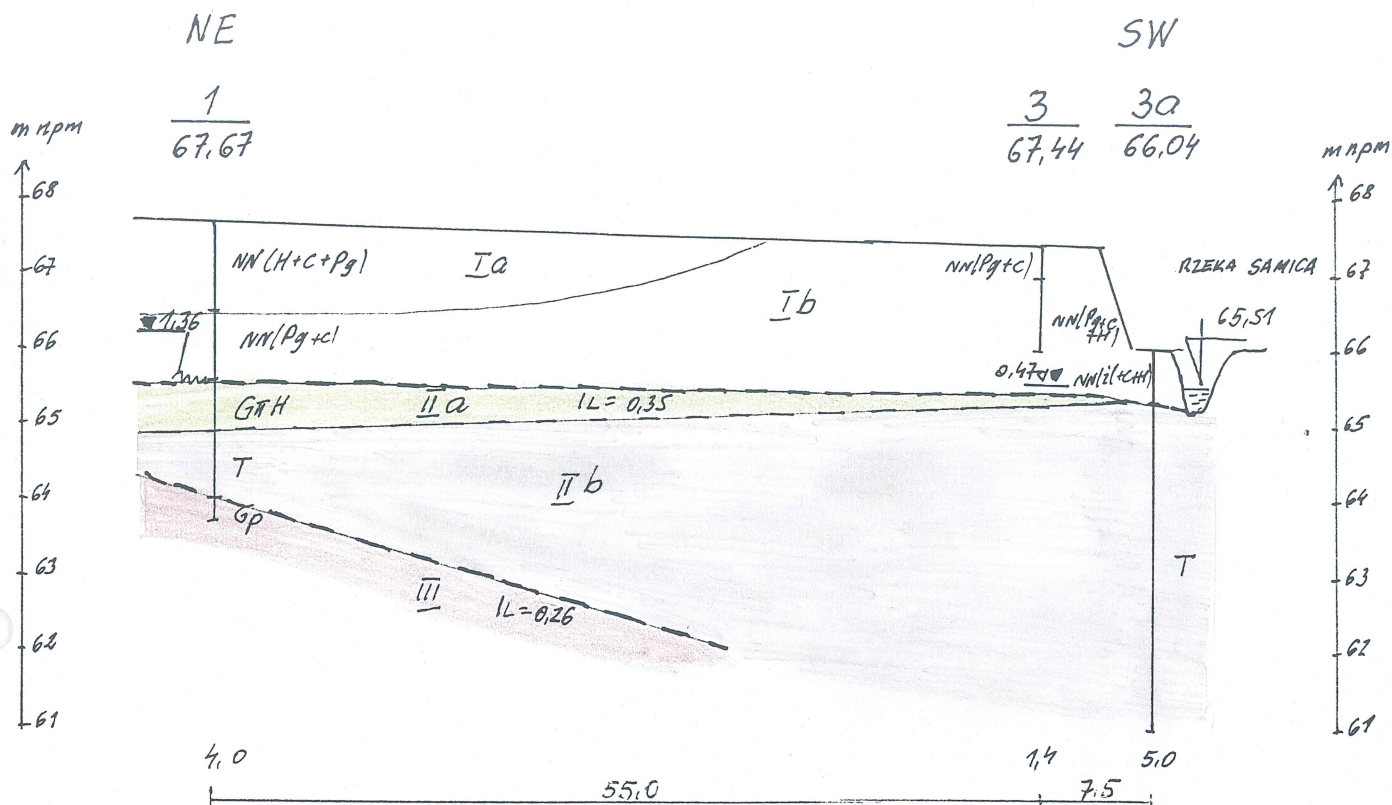 NE
SW
1
67,67
3
67,44
3a
66,04
m npm
m npm
68
67
66
65
64
63
62
61
68
67
66
65
64
63
62
61
NN(H+C+Pg)
Ia
NN(Pg+c)
RZEKA SAMICA
Ib
1,36
NN(Pg+c)
65,51
0,47
GπH
IIa
IL=0,35
T
IIb
Gp
III
IL=0,26
T
4,0
1,4
5,0
55,0
7,5